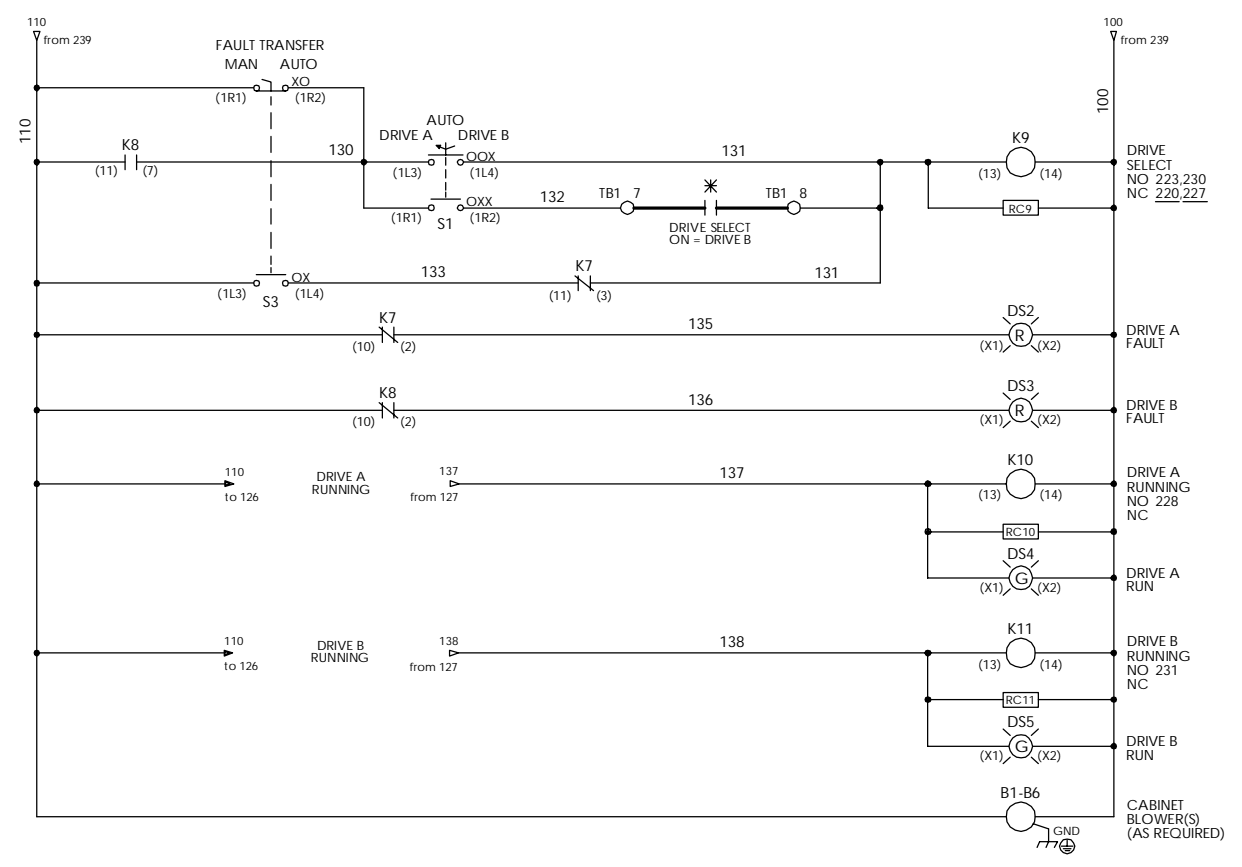 110
from 239
100
from 239
FAULT TRANSFER
MAN AUTO
XO
(1R1) (1R2)
110
100
K8
(11) (7)
130
AUTO
DRIVE A DRIVE B
OOX
(1L3) (1L4)
131
K9
(13) (14)
DRIVE
SELECT
NO 223,230
NC 220,227
OXX
(1R1) (1R2)
S1
132
TB1 7
TB1 8
DRIVE SELECT
ON = DRIVE B
RC9
OX
(1L3) (1L4)
S3
133
K7
(11) (3)
131
K7
(10) (2)
135
DS2
R
(X1) (X2)
DRIVE A
FAULT
K8
(10) (2)
136
DS3
R
(X1) (X2)
DRIVE B
FAULT
110
to 126
DRIVE A
RUNNING
137
from 127
137
K10
(13) (14)
DRIVE A
RUNNING
NO 228
NC
RC10
DS4
G
(X1) (X2)
DRIVE A
RUN
110
to 126
DRIVE B
RUNNING
138
from 127
138
K11
(13) (14)
DRIVE B
RUNNING
NO 231
NC
RC11
DS5
G
(X1) (X2)
DRIVE B
RUN
B1-B6
GND
CABINET
BLOWER(S)
(AS REQUIRED)